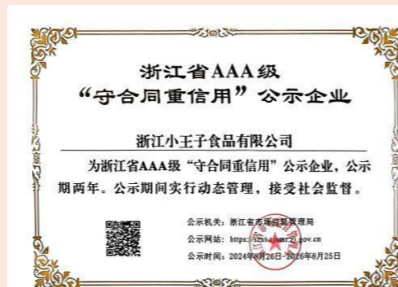 浙江省AAA级
“守合同重信用”公示企业
浙江小王子食品有限公司
为浙江省AAA级“守合同重信用”公示企业，公示
期两年。公示期间实行动态管理，接受社会监督。
公示机关：浙江省市场监督管理局
公示网站：
公示时间：2024年8月26日-2026年8月25日